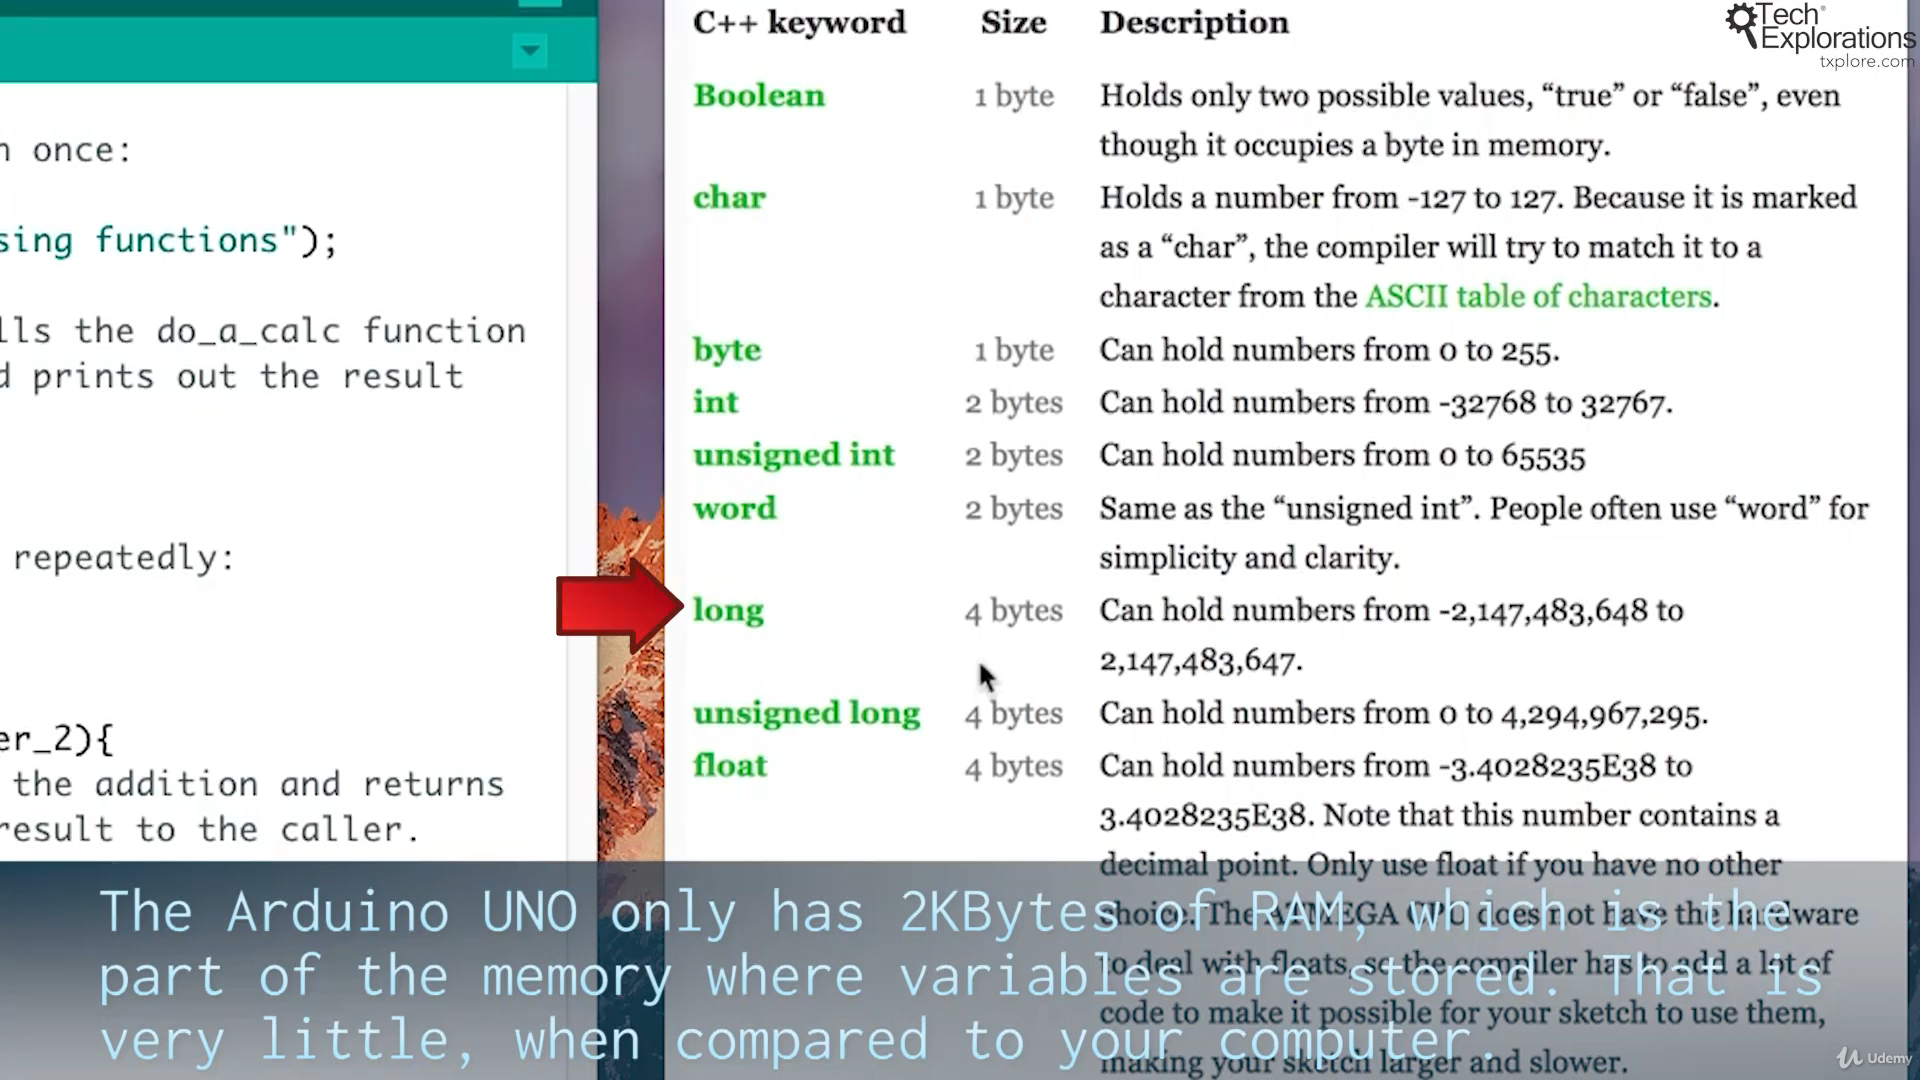 Tech
Explorations
txplore.com
C++ keyword Size Description
Boolean 1 byte Holds only two possible values, “true” or “false”, even
though it occupies a byte in memory.
char 1 byte Holds a number from -127 to 127. Because it is marked
as a “char”, the compiler will try to match it to a
character from the ASCII table of characters.
byte 1 byte Can hold numbers from 0 to 255.
int 2 bytes Can hold numbers from -32768 to 32767.
unsigned int 2 bytes Can hold numbers from 0 to 65535
word 2 bytes Same as the “unsigned int”. People often use “word” for
simplicity and clarity.
long 4 bytes Can hold numbers from -2,147,483,648 to
2,147,483,647.
unsigned long 4 bytes Can hold numbers from 0 to 4,294,967,295.
float 4 bytes Can hold numbers from -3.4028235E38 to
3.4028235E38. Note that this number contains a
decimal point. Only use float if you have no other
choice. The ATMEGA CPU does not have the hardware
to deal with floats, so the compiler has to add a lot of
code to make it possible for your sketch to use them,
making your sketch larger and slower.
n once:
sing functions");
lls the do_a_calc function
d prints out the result
repeatedly:
er_2){
the addition and returns
result to the caller.
The Arduino UNO only has 2KBytes of RAM, which is the
part of the memory where variables are stored. That is
very little, when compared to your computer.
Udemy